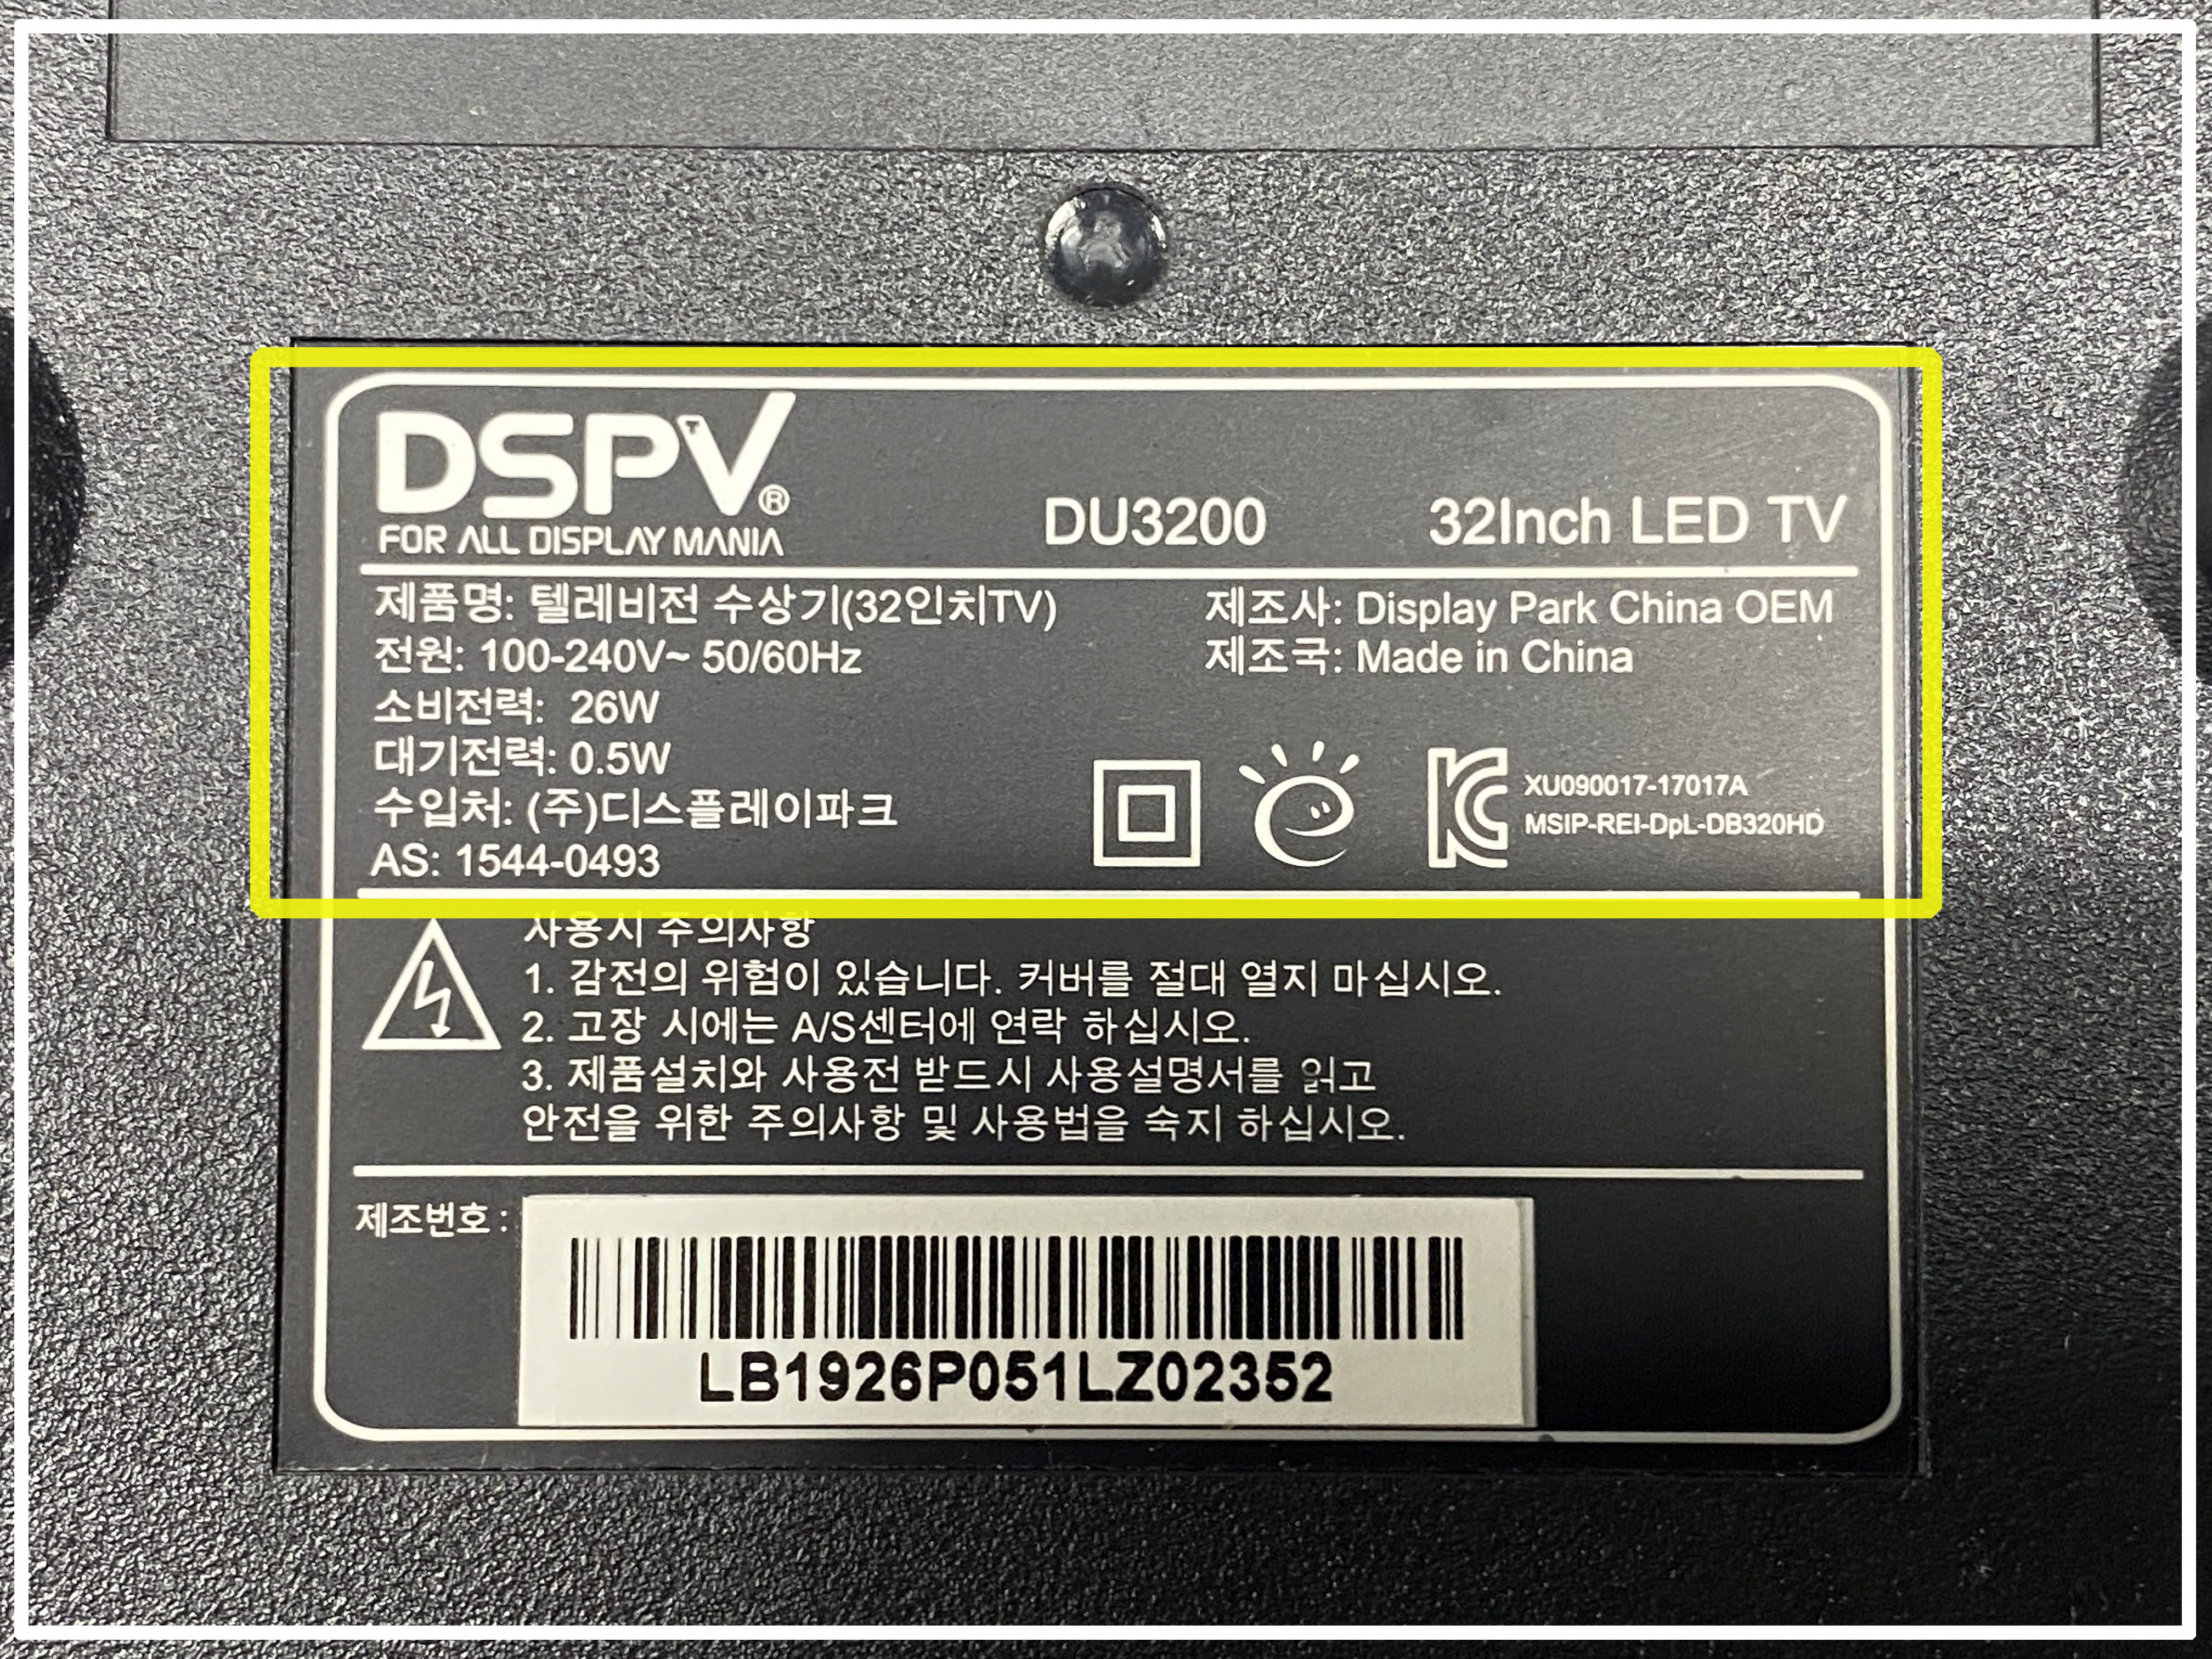 DSPV®
FOR ALL DISPLAY MANIA
DU3200 32Inch LED TV
제품명: 텔레비전 수상기(32인치TV)
제조사: Display Park China OEM
전원: 100-240V~ 50/60Hz
제조국: Made in China
소비전력: 26W
대기전력: 0.5W
수입처: (주)디스플레이파크
AS: 1544-0493
XU090017-17017A
MSIP-REI-DpL-DB320HD
사용시 주의사항
1. 감전의 위험이 있습니다. 커버를 절대 열지 마십시오.
2. 고장 시에는 A/S센터에 연락 하십시오.
3. 제품설치와 사용전 받드시 사용설명서를 읽고
안전을 위한 주의사항 및 사용법을 숙지 하십시오.
제조번호 :
LB1926P051LZ02352